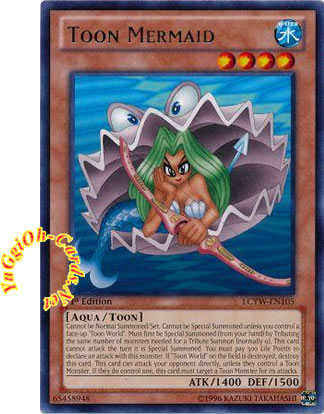 TOON MERMAID
WATER
水
YuGgiOh-Cards.Net
1st Edition
LCYW-EN105
[AQUA / TOON]
Cannot be Normal Summoned/Set. Cannot be Special Summoned unless you control a
face-up "Toon World". Must first be Special Summoned (from your hand) by Tributing
the same number of monsters needed for a Tribute Summon (normally 0). This card
cannot attack the turn it is Special Summoned. You must pay 500 Life Points to
declare an attack with this monster. If "Toon World" on the field is destroyed, destroy
this card. This card can attack your opponent directly, unless they control a Toon
Monster. If they do control one, this card must target a Toon Monster for its attacks.
ATK/1400 DEF/1500
65458948
©1996 KAZUKI TAKAHASHI